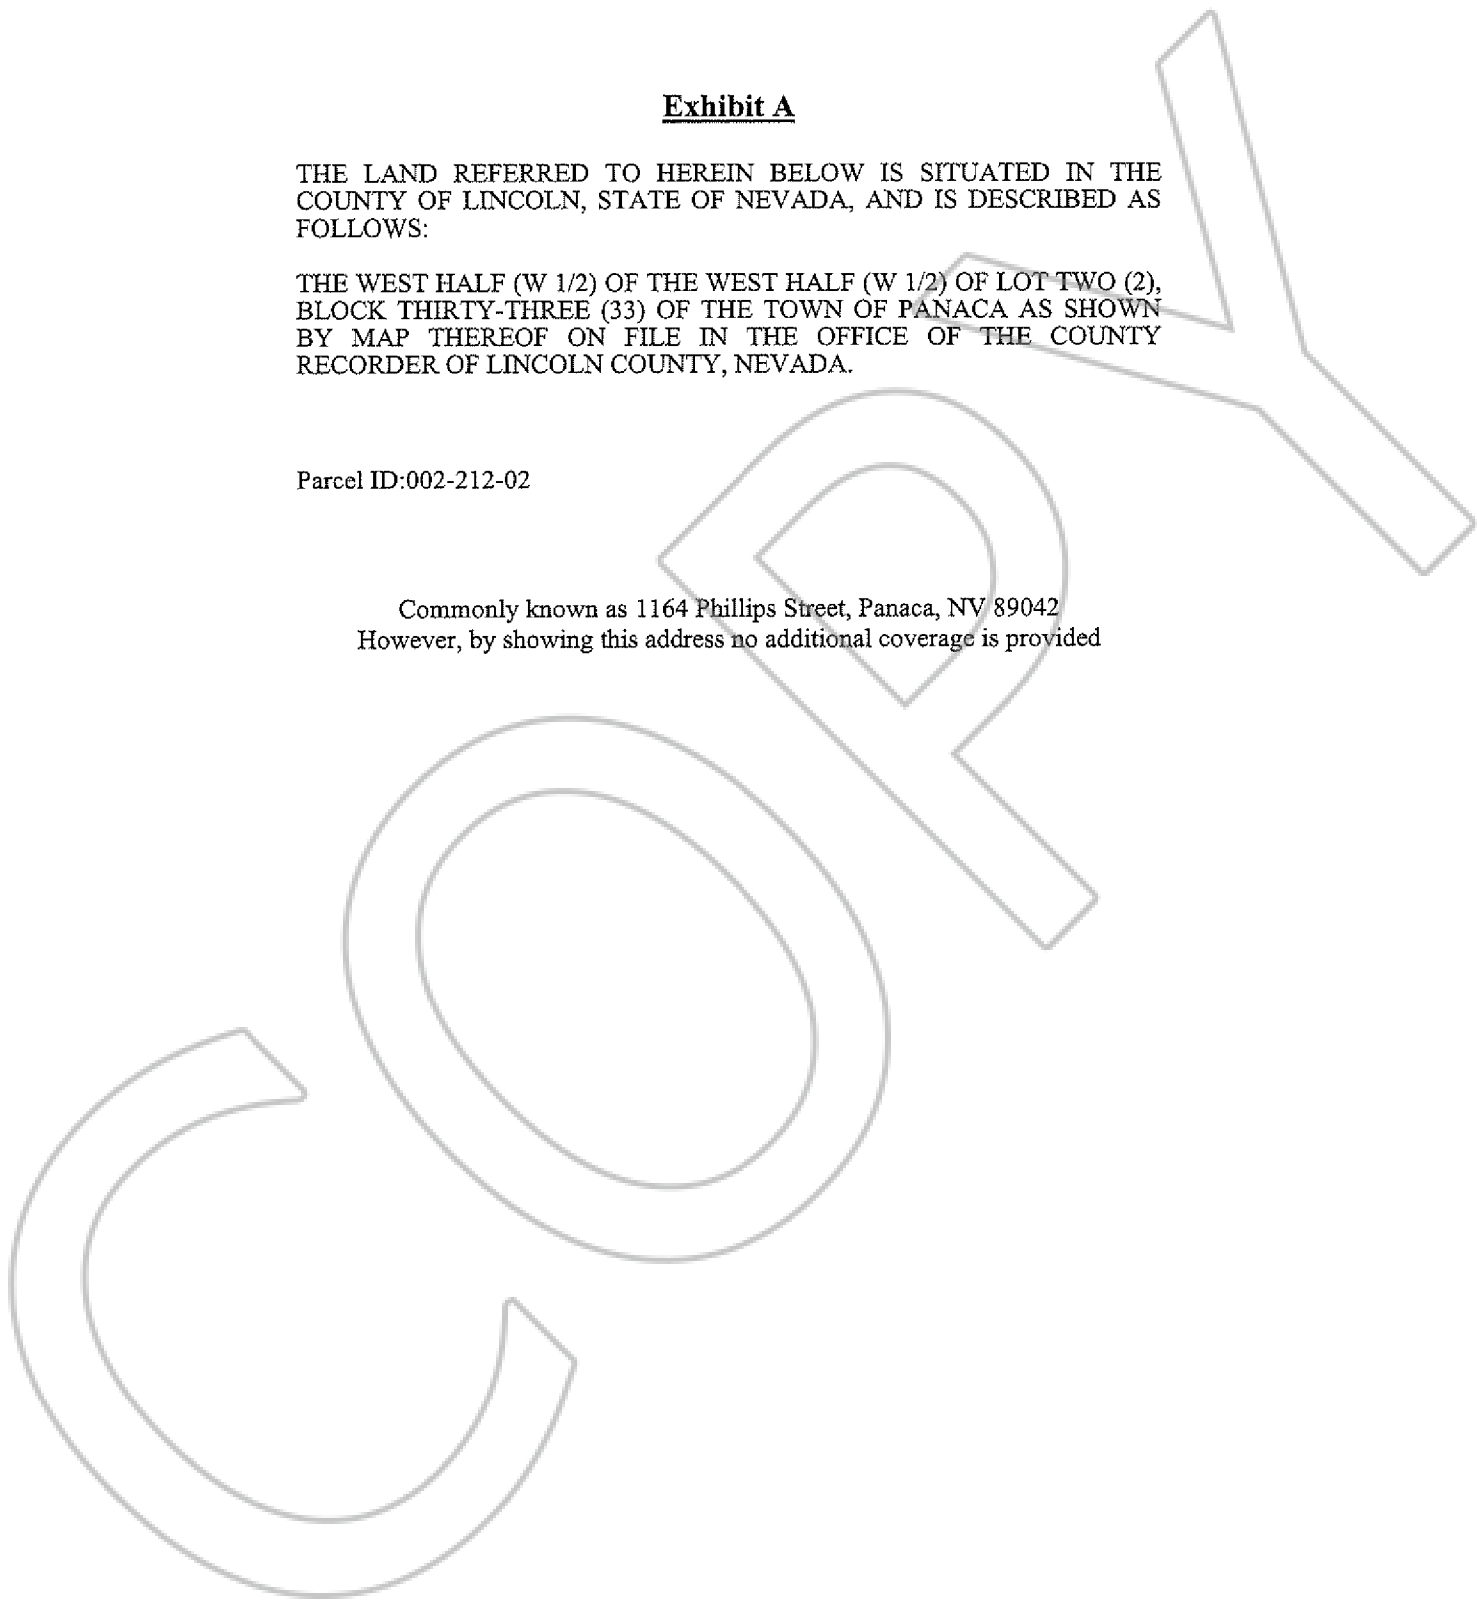 Exhibit A
THE LAND REFERRED TO HEREIN BELOW IS SITUATED IN THE
COUNTY OF LINCOLN, STATE OF NEVADA, AND IS DESCRIBED AS
FOLLOWS:
THE WEST HALF (W 1/2) OF THE WEST HALF (W 1/2) OF LOT TWO (2),
BLOCK THIRTY-THREE (33) OF THE TOWN OF PANACA AS SHOWN
BY MAP THEREOF ON FILE IN THE OFFICE OF THE COUNTY
RECORDER OF LINCOLN COUNTY, NEVADA.
Parcel ID:002-212-02
Commonly known as 1164 Phillips Street, Panaca, NV 89042
However, by showing this address no additional coverage is provided
COPY